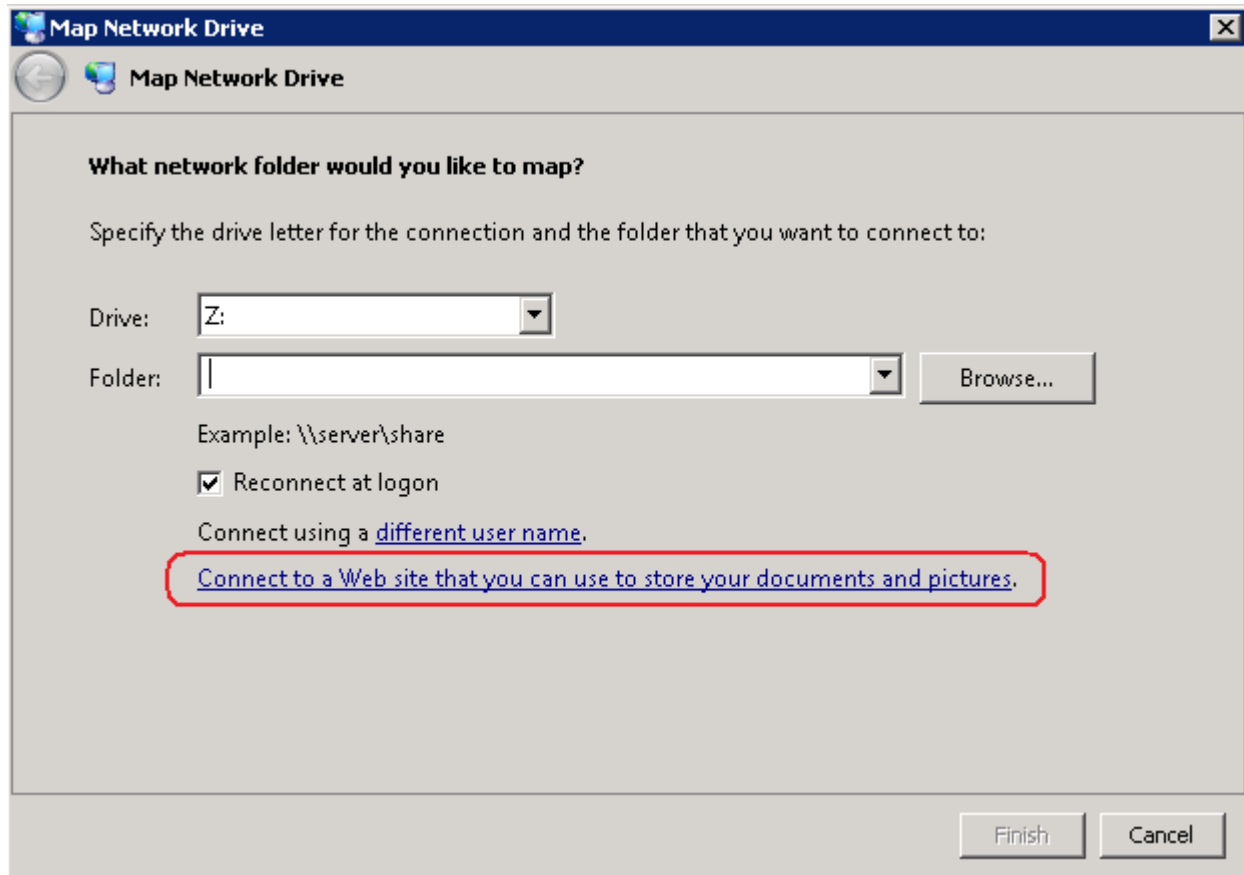 Map Network Drive
Map Network Drive
What network folder would you like to map?
Specify the drive letter for the connection and the folder that you want to connect to:
Drive: Z:
Folder: Browse...
Example: \\server\share
Reconnect at logon
Connect using a different user name.
Connect to a Web site that you can use to store your documents and pictures.
Finish Cancel